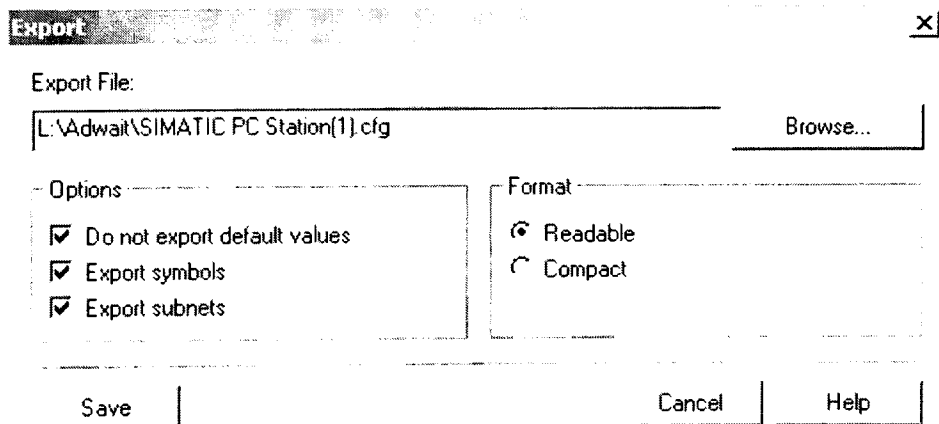 Export
Export File:
L:\Adwait\SIMATIC PC Station(1).cfg
Browse...
Options
Do not export default values
Export symbols
Export subnets
Format
Readable
Compact
Save
Cancel
Help